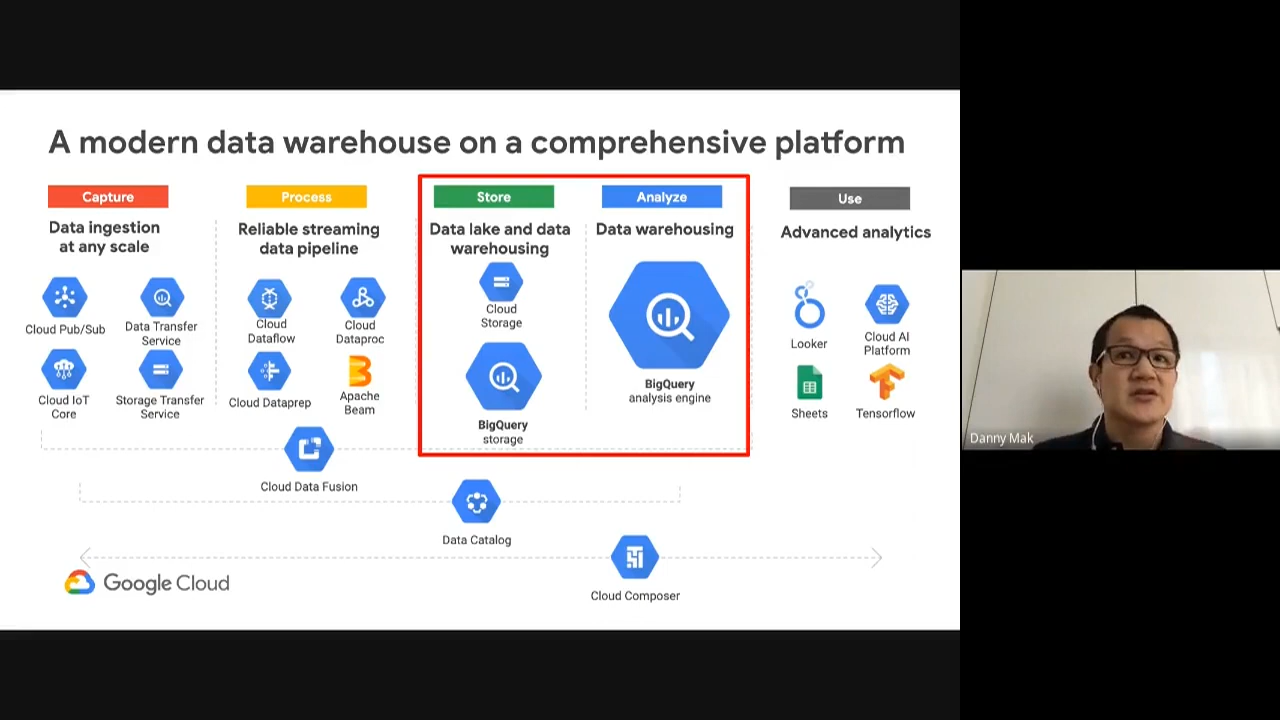 A modern data warehouse on a comprehensive platform
Capture
Data ingestion
at any scale
Cloud Pub/Sub
Data Transfer
Service
Cloud IoT
Core
Storage Transfer
Service
Process
Reliable streaming
data pipeline
Cloud
Dataflow
Cloud
Dataproc
Cloud Dataprep
Apache
Beam
Store
Data lake and data
warehousing
Cloud
Storage
BigQuery
storage
Analyze
Data warehousing
BigQuery
analysis engine
Use
Advanced analytics
Looker
Cloud AI
Platform
Sheets
Tensorflow
Cloud Data Fusion
Data Catalog
Cloud Composer
Google Cloud
Danny Mak